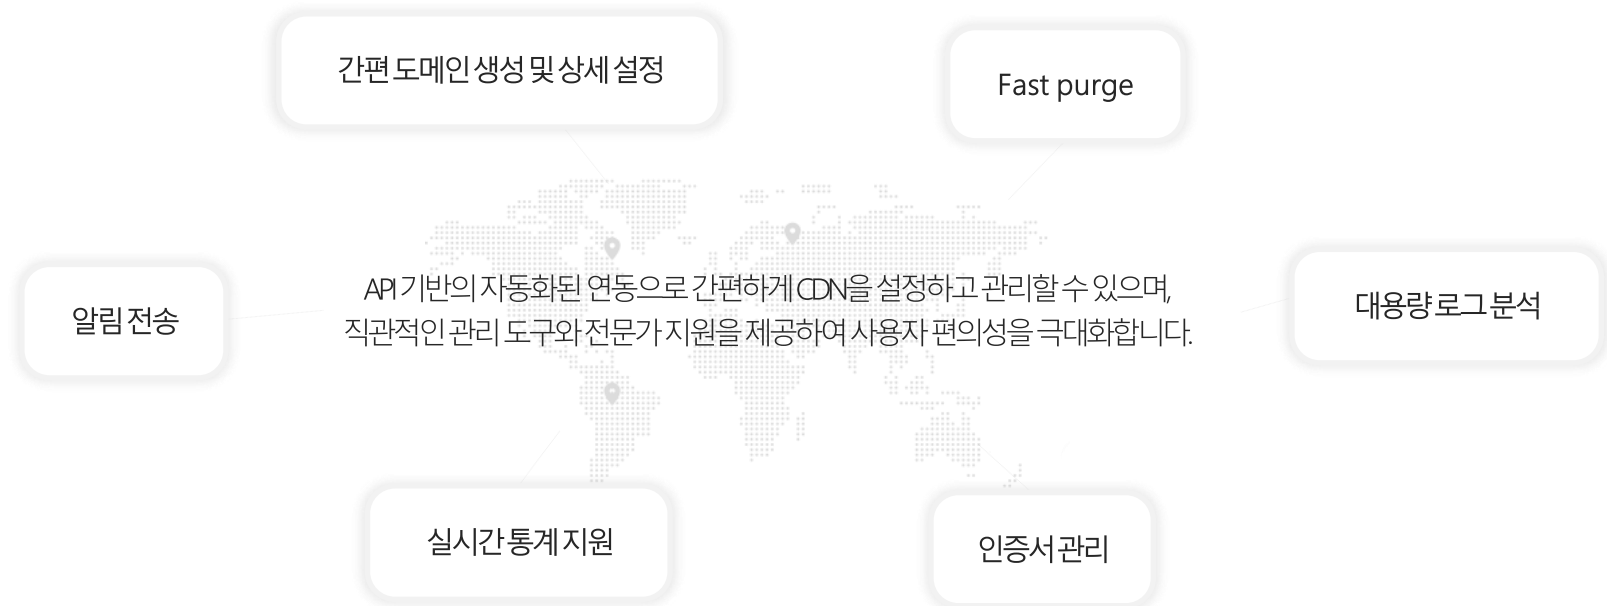 간편 도메인 생성 및 상세 설정
Fast purge
알림 전송
API 기반의 자동화된 연동으로 간편하게 CDN을 설정하고 관리할 수 있으며,
직관적인 관리 도구와 전문가 지원을 제공하여 사용자 편의성을 극대화합니다.
대용량 로그 분석
실시간 통계 지원
인증서 관리